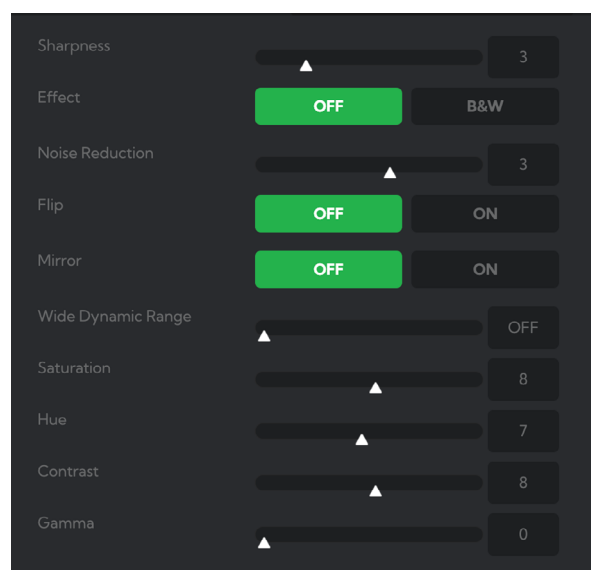 Sharpness 3
Effect OFF B&W
Noise Reduction 3
Flip OFF ON
Mirror OFF ON
Wide Dynamic Range OFF
Saturation 8
Hue 7
Contrast 8
Gamma 0